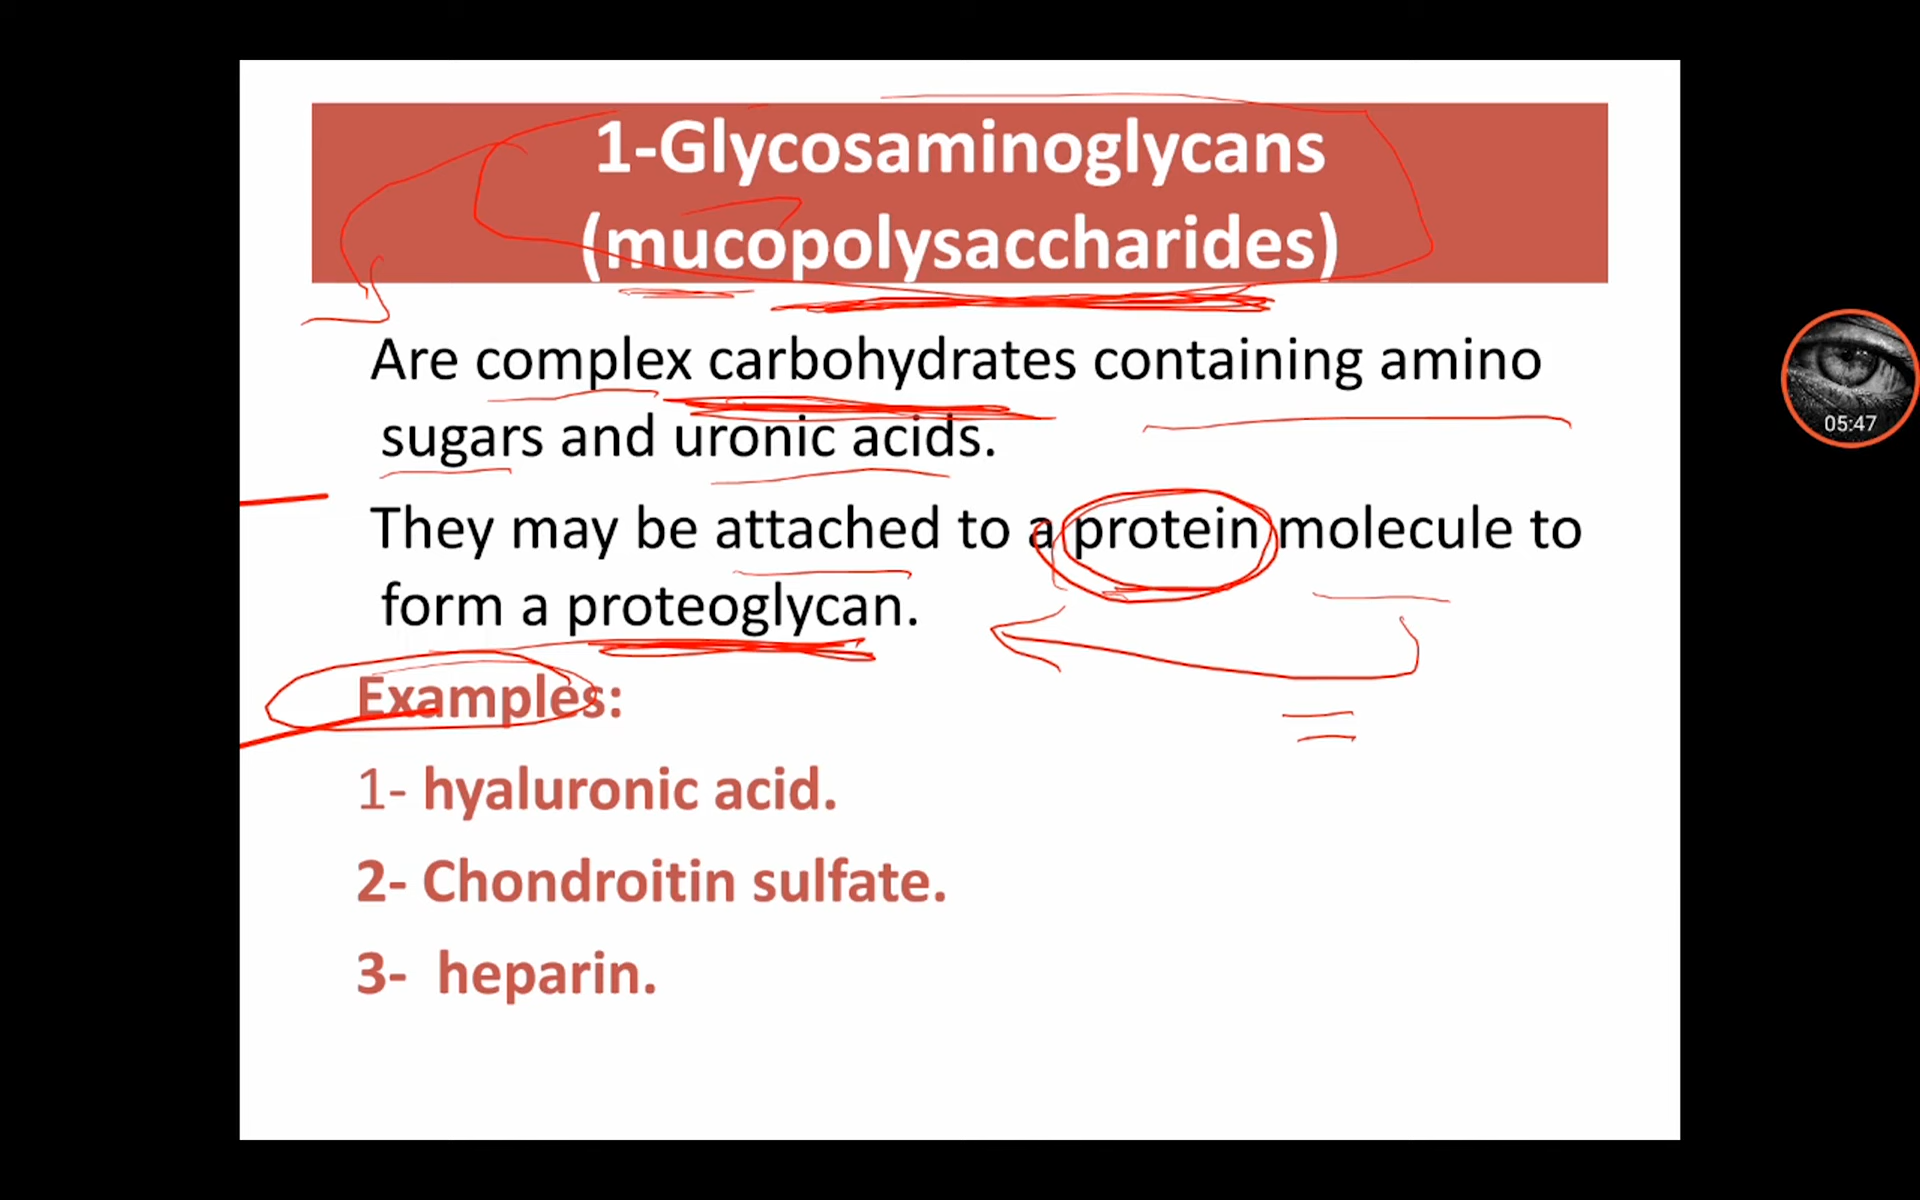 1-Glycosaminoglycans
(mucopolysaccharides)
Are complex carbohydrates containing amino
sugars and uronic acids.
They may be attached to a protein molecule to
form a proteoglycan.
Examples:
1- hyaluronic acid.
2- Chondroitin sulfate.
3- heparin.
05:47